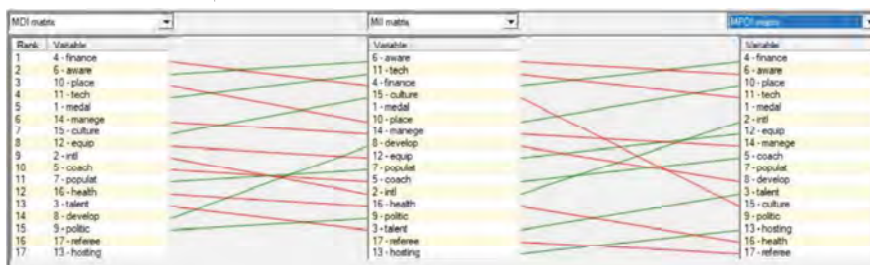 MDI matrix MII matrix MPDI matrix
Rank Variable Variable Variable
1 4 - finance 6 - aware 4 - finance
2 6 - aware 11 - tech 6 - aware
3 10 - place 4 - finance 10 - place
4 11 - tech 15 - culture 11 - tech
5 1 - medal 1 - medal 1 - medal
6 14 - manege 10 - place 2 - intl
7 15 - culture 14 - manege 12 - equip
8 12 - equip 8 - develop 14 - manege
9 2 - intl 12 - equip 5 - coach
10 5 - coach 7 - populat 7 - populat
11 7 - populat 5 - coach 8 - develop
12 16 - health 2 - intl 3 - talent
13 3 - talent 16 - health 15 - culture
14 8 - develop 9 - politic 9 - politic
15 9 - politic 3 - talent 13 - hosting
16 17 - referee 17 - referee 16 - health
17 13 - hosting 13 - hosting 17 - referee